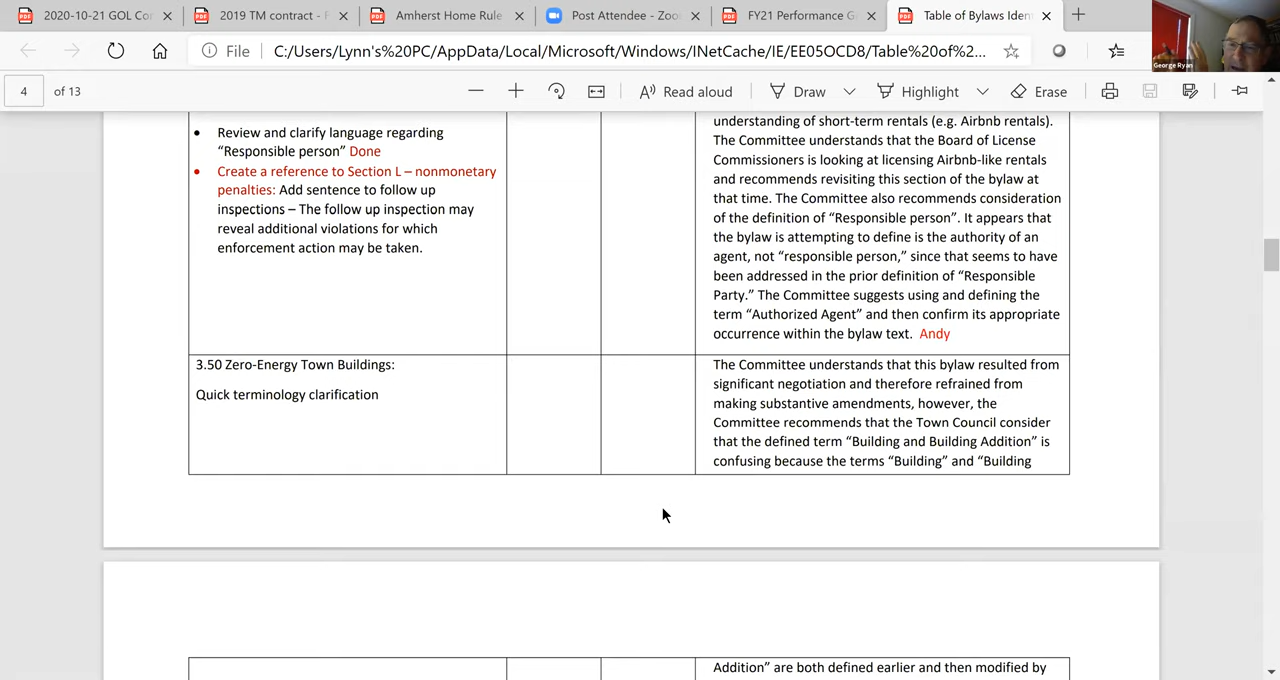 2020-10-21 GOL Co
2019 TM contract - F
Amherst Home Rule
Post Attendee - Zoo
FY21 Performance G
Table of Bylaws Iden
File
C:/Users/Lynn's%20PC/AppData/Local/Microsoft/Windows/INetCache/IE/EE05OCD8/Table%20of%2...
George Ryan
4
of 13
Read aloud
Draw
Highlight
Erase
Review and clarify language regarding
“Responsible person” Done
Create a reference to Section L – nonmonetary
penalties: Add sentence to follow up
inspections – The follow up inspection may
reveal additional violations for which
enforcement action may be taken.
understanding of short-term rentals (e.g. Airbnb rentals).
The Committee understands that the Board of License
Commissioners is looking at licensing Airbnb-like rentals
and recommends revisiting this section of the bylaw at
that time. The Committee also recommends consideration
of the definition of “Responsible person”. It appears that
the bylaw is attempting to define is the authority of an
agent, not “responsible person,” since that seems to have
been addressed in the prior definition of “Responsible
Party.” The Committee suggests using and defining the
term “Authorized Agent” and then confirm its appropriate
occurrence within the bylaw text. Andy
3.50 Zero-Energy Town Buildings:
Quick terminology clarification
The Committee understands that this bylaw resulted from
significant negotiation and therefore refrained from
making substantive amendments, however, the
Committee recommends that the Town Council consider
that the defined term “Building and Building Addition” is
confusing because the terms “Building” and “Building
Addition” are both defined earlier and then modified by